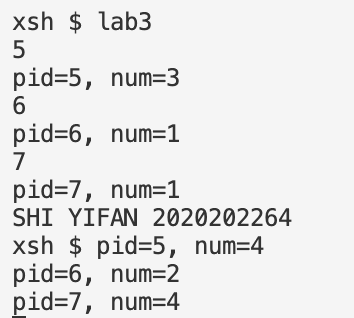 xsh $ lab3
5
pid=5, num=3
6
pid=6, num=1
7
pid=7, num=1
SHI YIFAN 2020202264
xsh $ pid=5, num=4
pid=6, num=2
pid=7, num=4